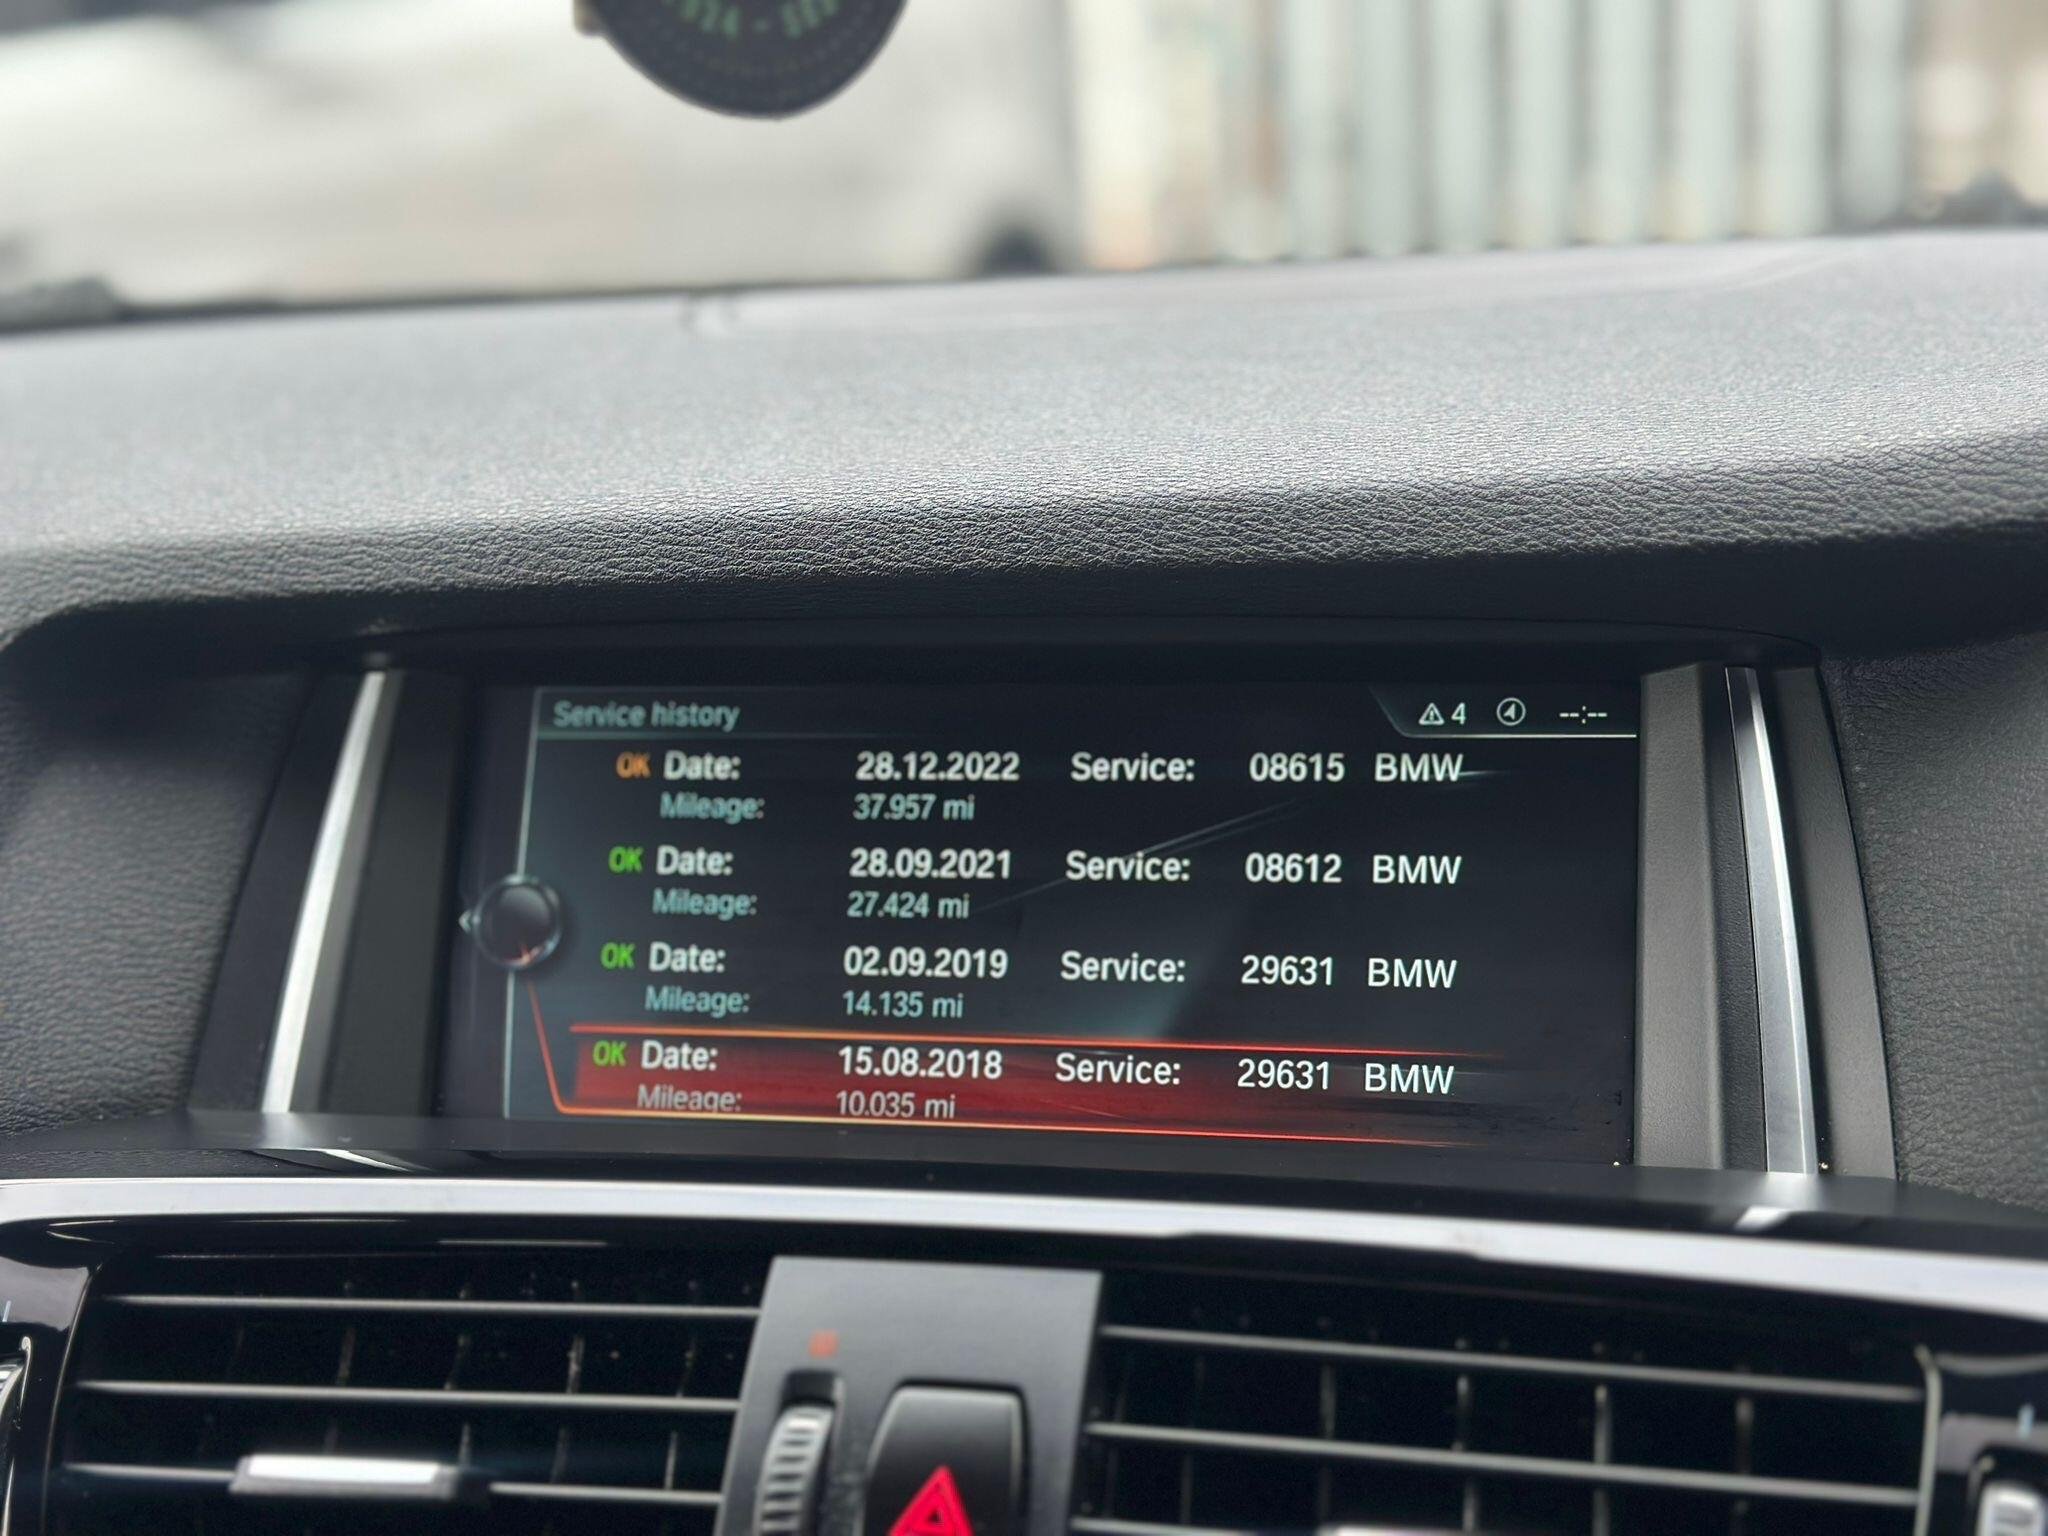 Service history 4 --:--
OK Date: 28.12.2022 Service: 08615 BMW
Mileage: 37.957 mi
OK Date: 28.09.2021 Service: 08612 BMW
Mileage: 27.424 mi
OK Date: 02.09.2019 Service: 29631 BMW
Mileage: 14.135 mi
OK Date: 15.08.2018 Service: 29631 BMW
Mileage: 10.035 mi